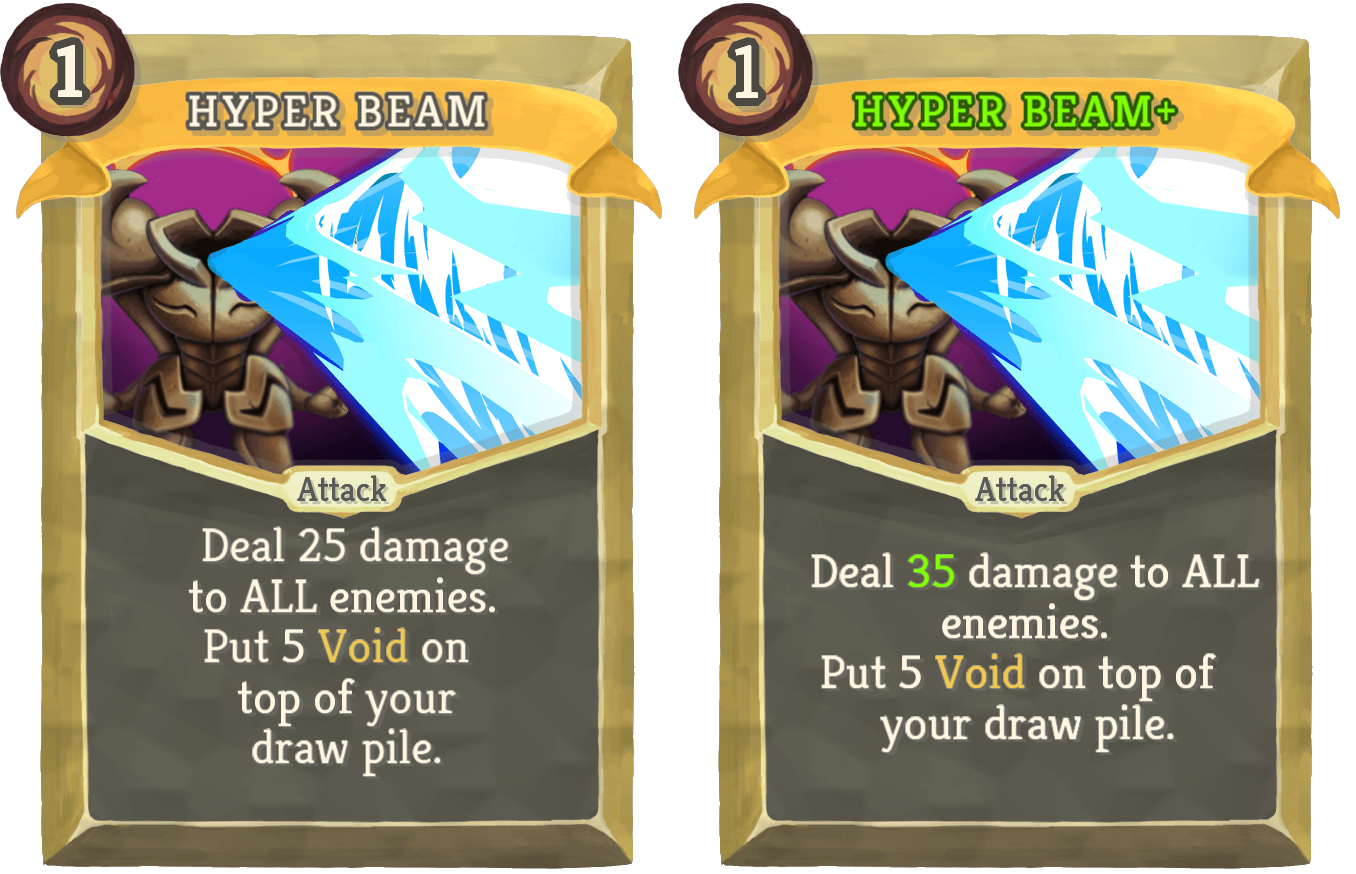 1
HYPER BEAM
Attack
Deal 25 damage
to ALL enemies.
Put 5 Void on
top of your
draw pile.
1
HYPER BEAM+
Attack
Deal 35 damage to ALL
enemies.
Put 5 Void on top of
your draw pile.